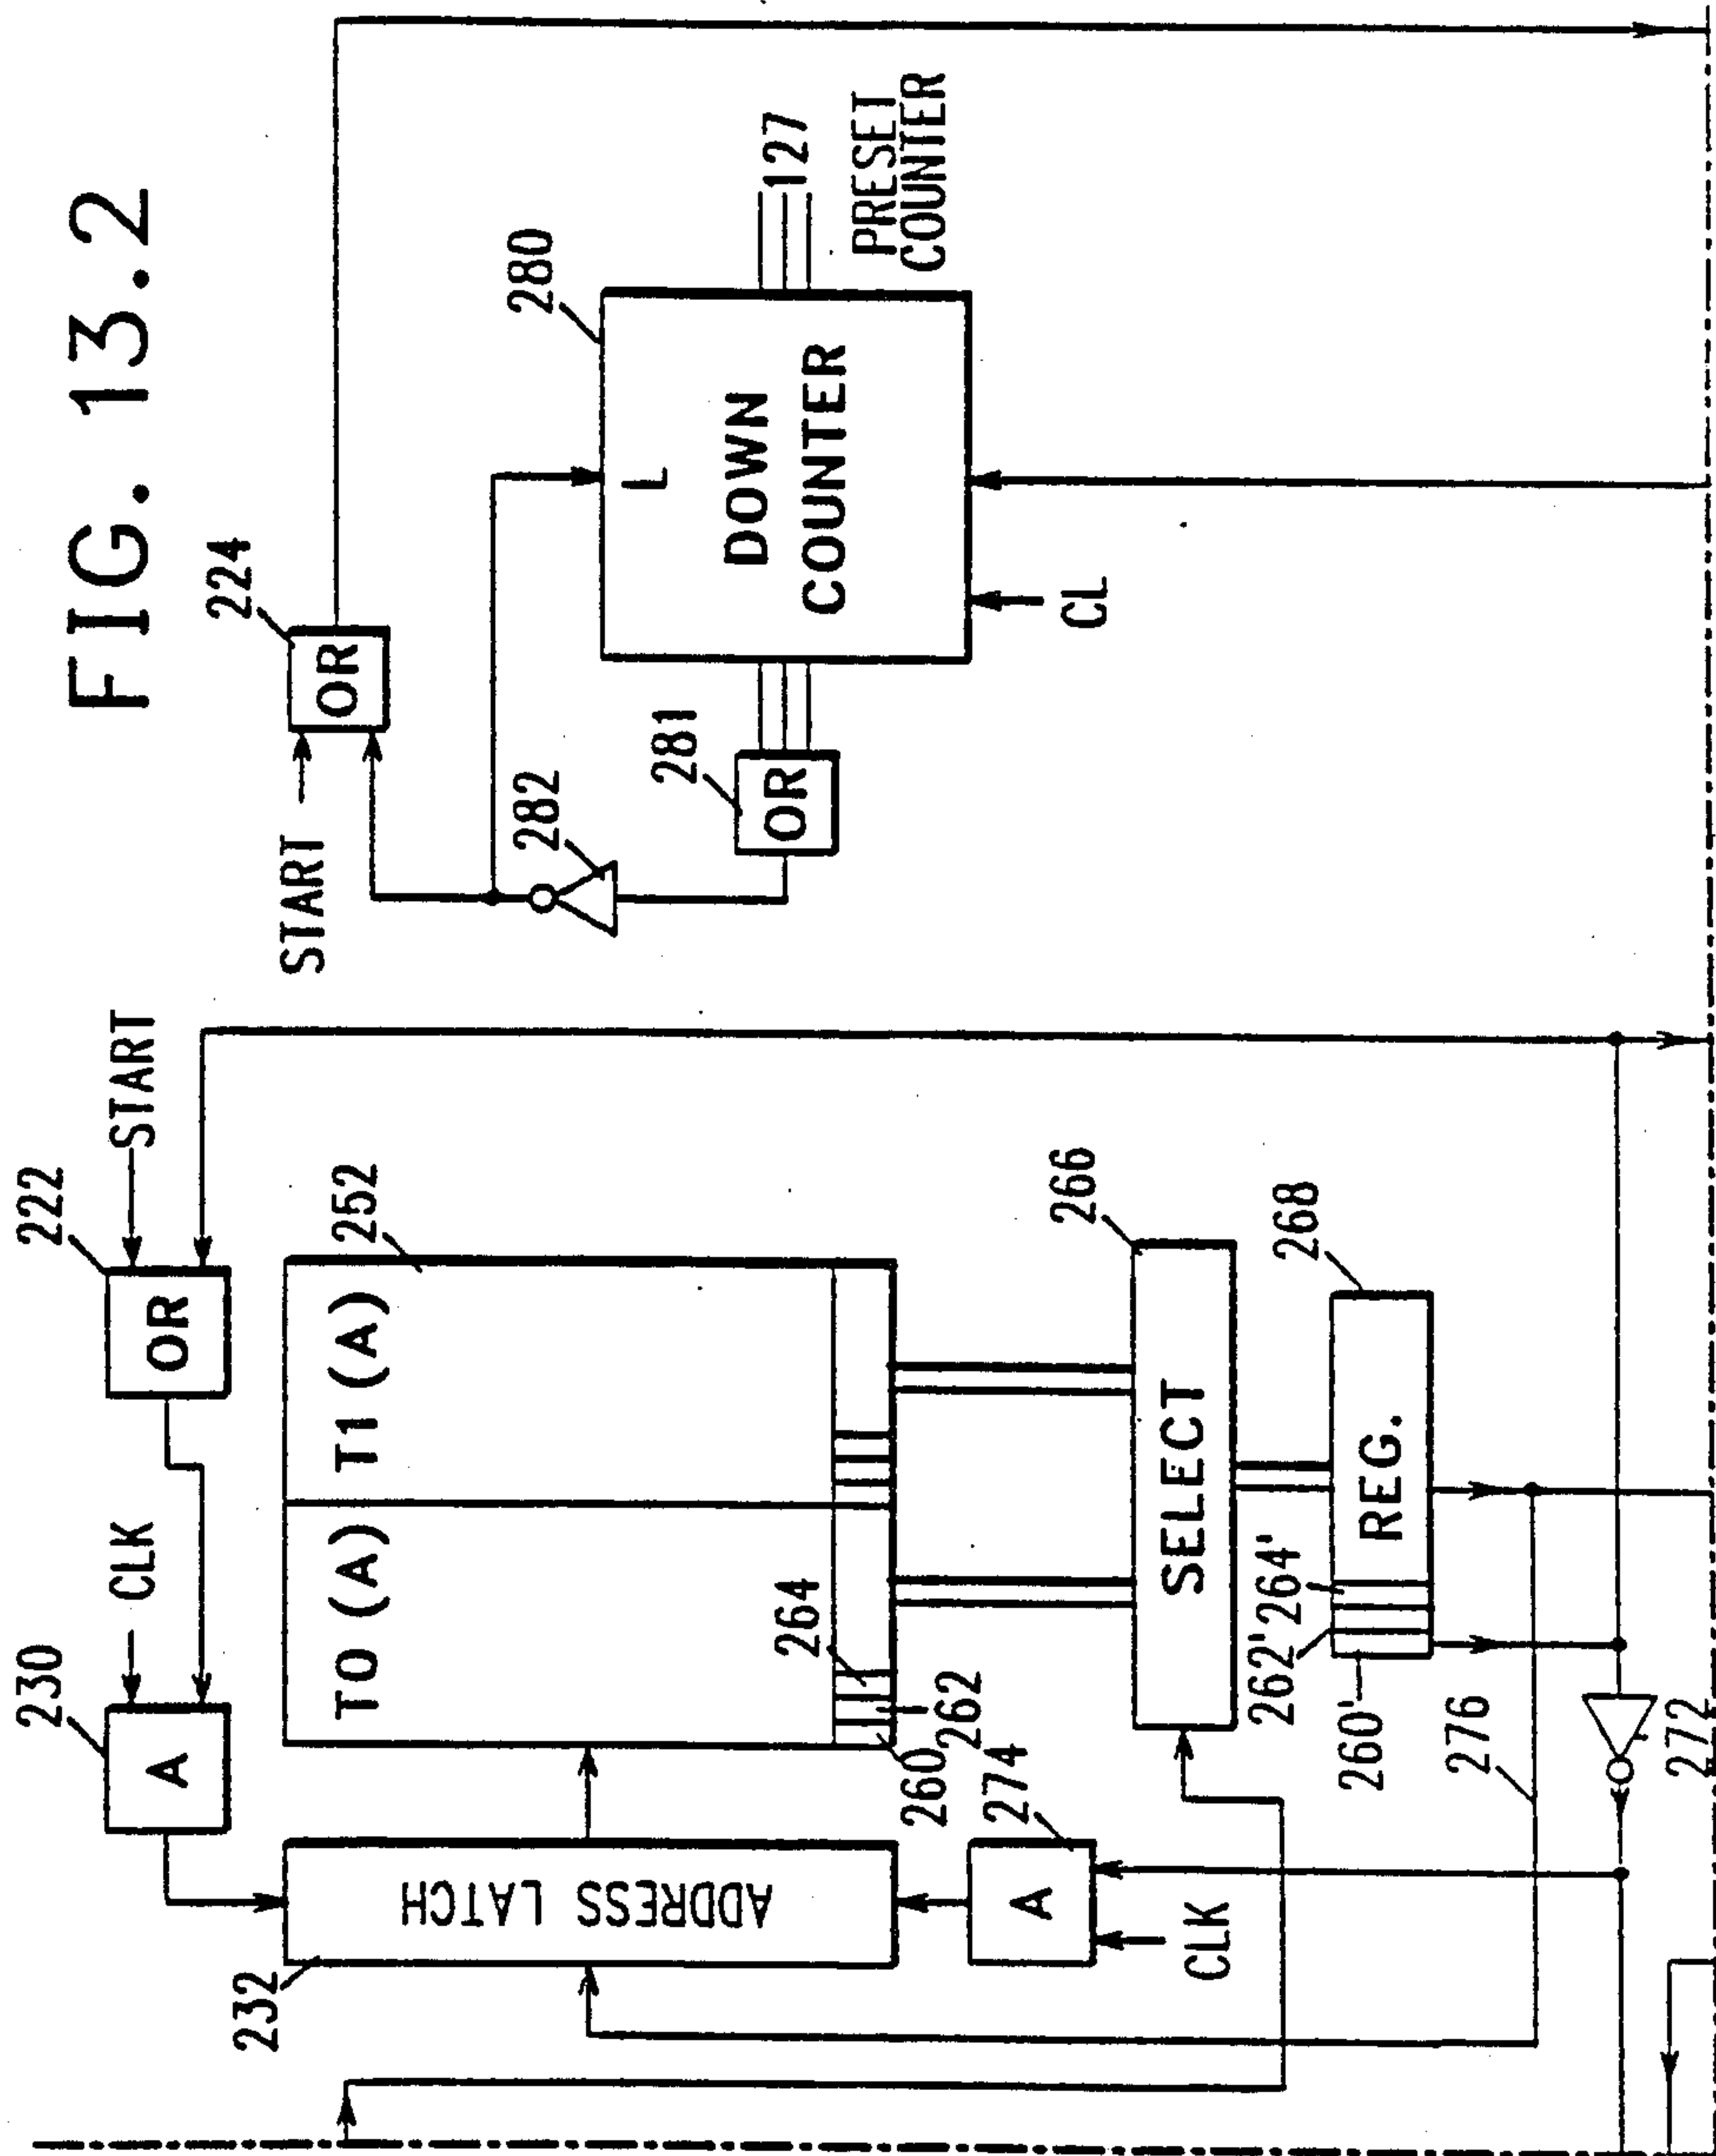 FIG. 13.2
230
CLK
222
START
A
OR
START
224
OR
232
ADDRESS LATCH
T0 (A)
T1 (A)
252
282
281
OR
280
L
DOWN
COUNTER
127
PRESET
COUNTER
CL
264
260
262
274
A
CLK
266
SELECT
268
262'
264'
260'
REG.
276
272